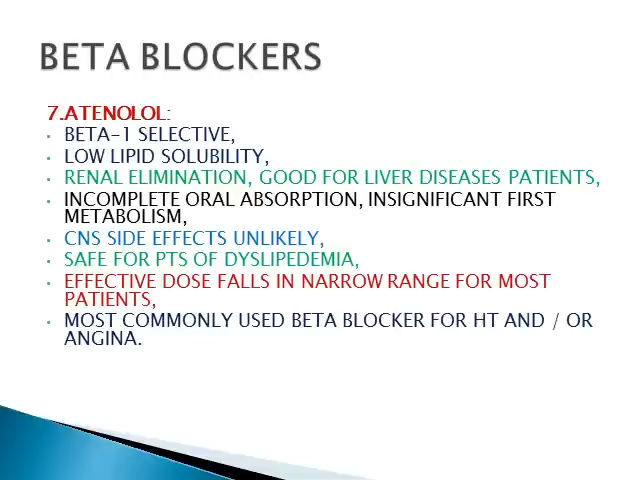 BETA BLOCKERS
7.ATENOLOL:
• BETA-1 SELECTIVE,
• LOW LIPID SOLUBILITY,
• RENAL ELIMINATION, GOOD FOR LIVER DISEASES PATIENTS,
• INCOMPLETE ORAL ABSORPTION, INSIGNIFICANT FIRST
METABOLISM,
• CNS SIDE EFFECTS UNLIKELY,
• SAFE FOR PTS OF DYSLIPEDEMIA,
• EFFECTIVE DOSE FALLS IN NARROW RANGE FOR MOST
PATIENTS,
• MOST COMMONLY USED BETA BLOCKER FOR HT AND / OR
ANGINA.